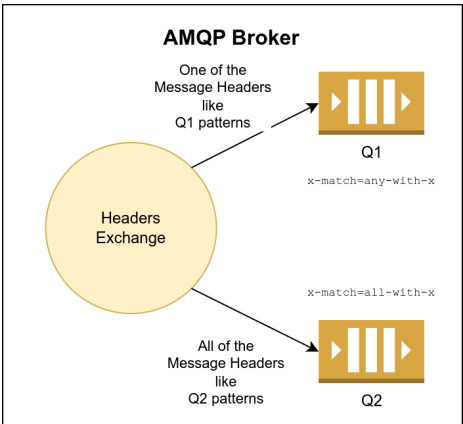 AMQP Broker
One of the
Message Headers
like
Q1 patterns
Q1
x-match=any-with-x
Headers
Exchange
x-match=all-with-x
All of the
Message Headers
like
Q2 patterns
Q2